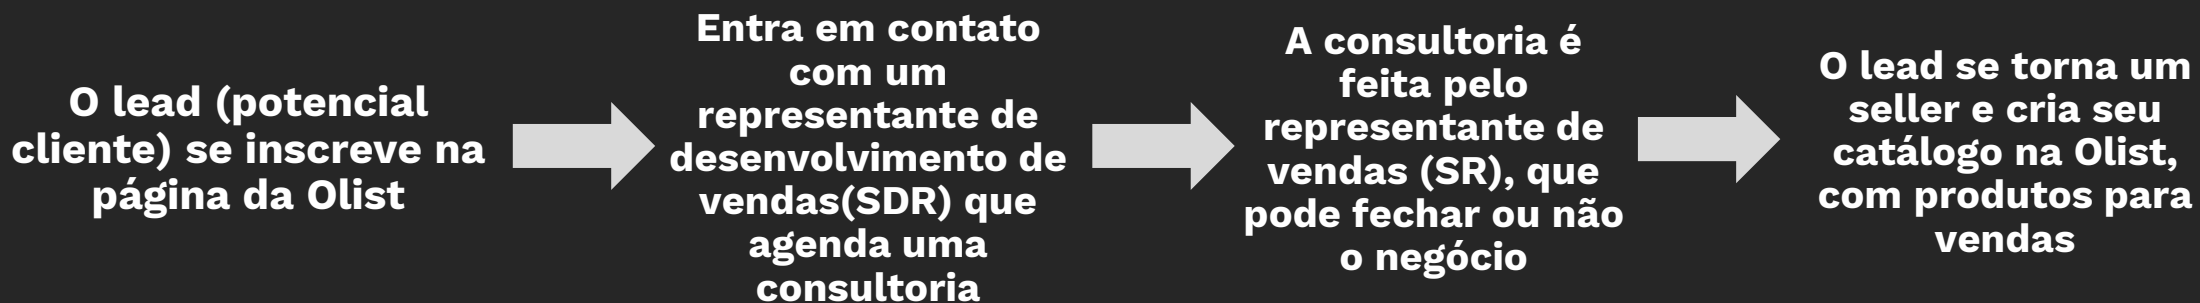 O lead (potencial
cliente) se inscreve na
página da Olist
Entra em contato
com um
representante de
desenvolvimento de
vendas(SDR) que
agenda uma
consultoria
A consultoria é
feita pelo
representante de
vendas (SR), que
pode fechar ou não
o negócio
O lead se torna um
seller e cria seu
catálogo na Olist,
com produtos para
vendas